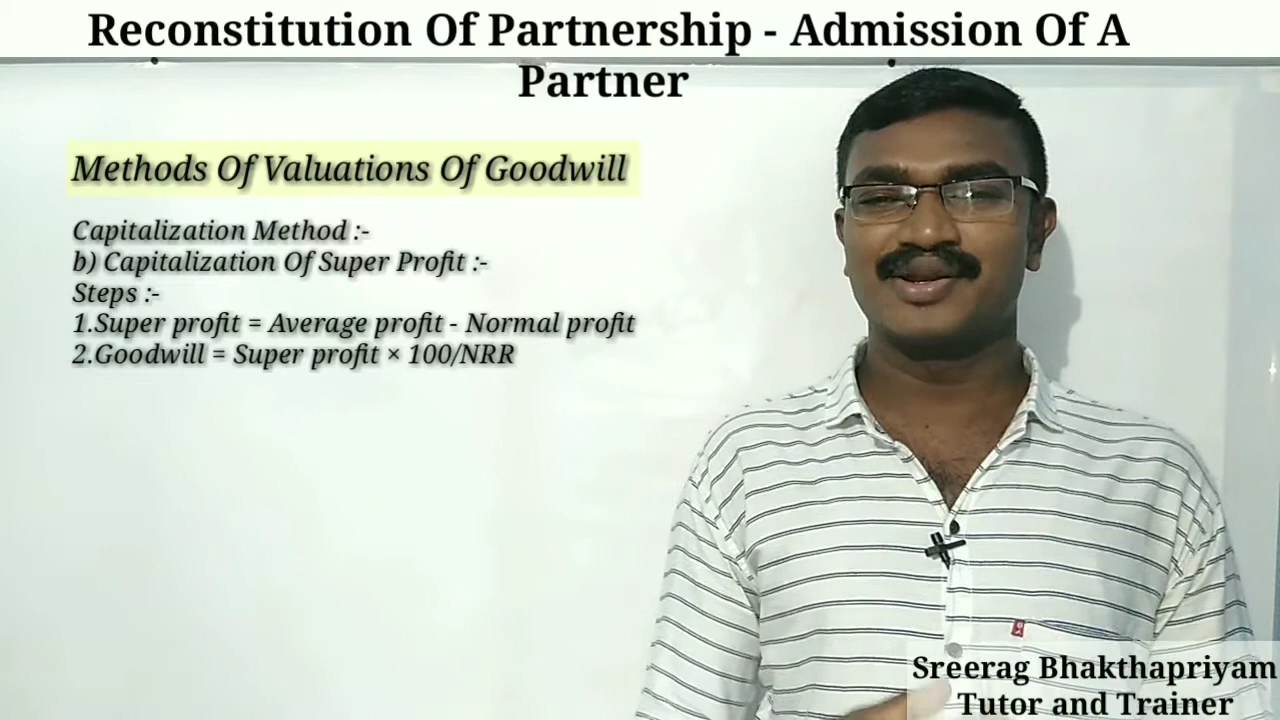 Reconstitution Of Partnership - Admission Of A
Partner
Methods Of Valuations Of Goodwill
Capitalization Method :-
b) Capitalization Of Super Profit :-
Steps :-
1.Super profit = Average profit - Normal profit
2.Goodwill = Super profit × 100/NRR
Sreerag Bhakthapriyam
Tutor and Trainer